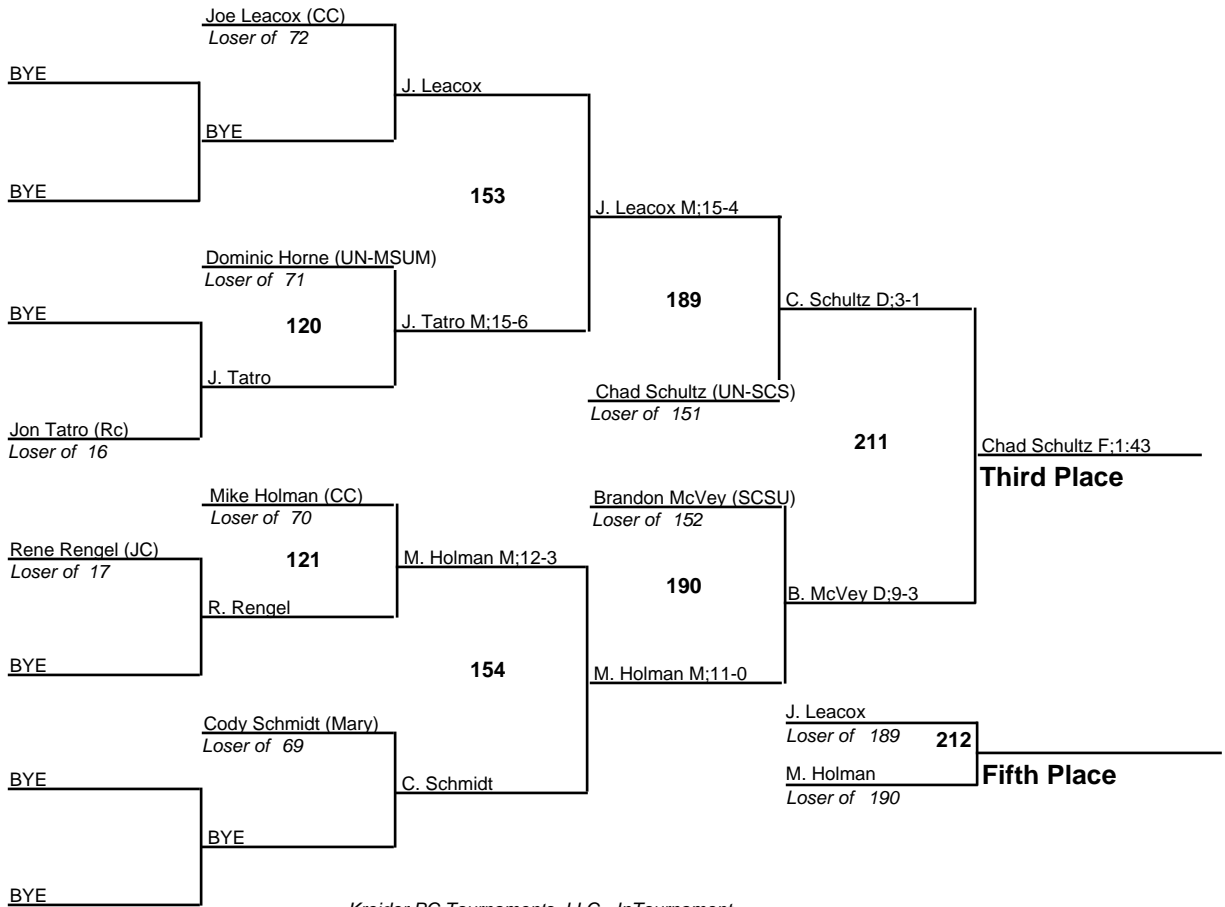 Joe Leacox (CC)
Loser of 72
BYE
J. Leacox
BYE
BYE
153
J. Leacox M;15-4
Dominic Horne (UN-MSUM)
Loser of 71
189
C. Schultz D;3-1
BYE
120
J. Tatro M;15-6
J. Tatro
Chad Schultz (UN-SCS)
Loser of 151
Jon Tatro (Rc)
Loser of 16
211
Chad Schultz F;1:43
Third Place
Mike Holman (CC)
Loser of 70
Brandon McVey (SCSU)
Loser of 152
Rene Rengel (JC)
Loser of 17
121
M. Holman M;12-3
190
R. Rengel
B. McVey D;9-3
BYE
154
M. Holman M;11-0
Cody Schmidt (Mary)
Loser of 69
J. Leacox
Loser of 189
212
BYE
C. Schmidt
M. Holman
Loser of 190
Fifth Place
BYE
BYE